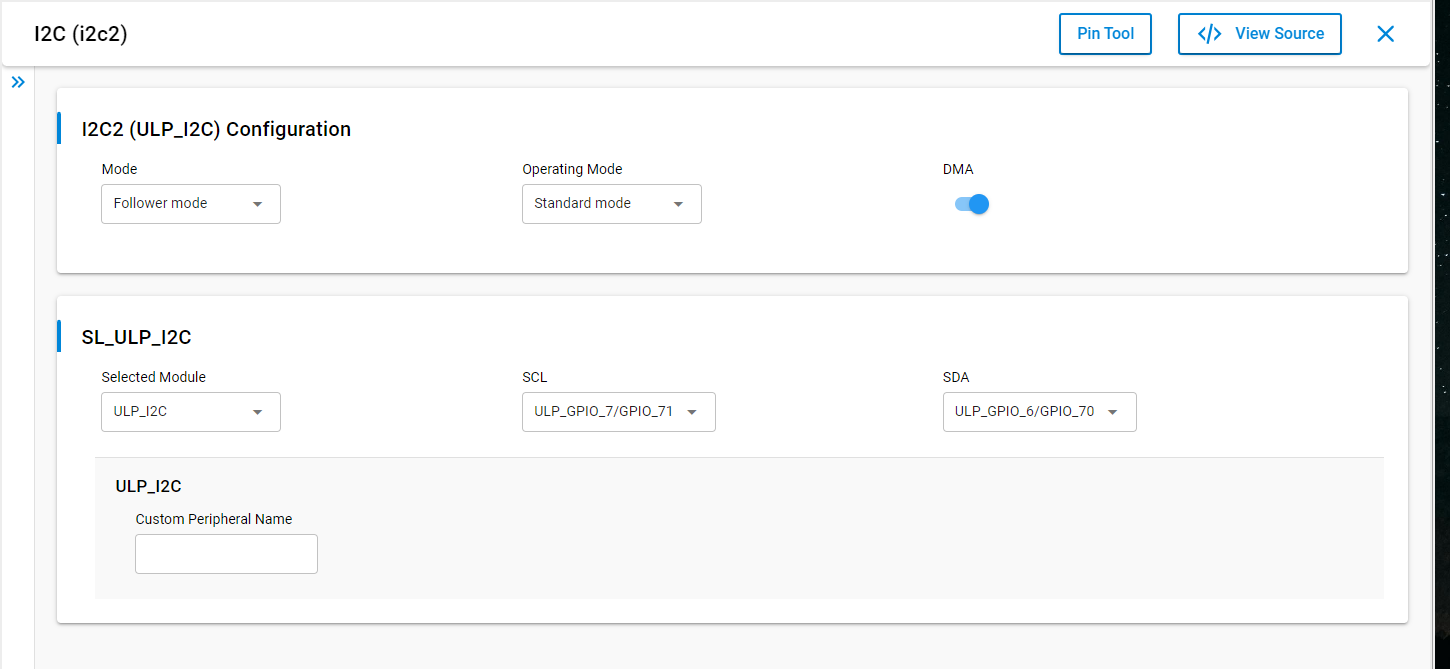 I2C (i2c2)
Pin Tool
</> View Source
I2C2 (ULP_I2C) Configuration
Mode
Operating Mode
DMA
Follower mode
Standard mode
SL_ULP_I2C
Selected Module
SCL
SDA
ULP_I2C
ULP_GPIO_7/GPIO_71
ULP_GPIO_6/GPIO_70
ULP_I2C
Custom Peripheral Name